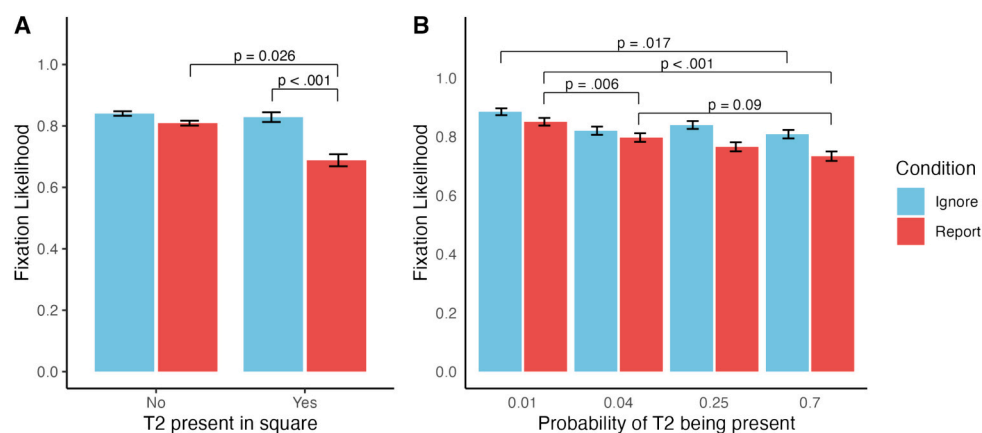 A
p = 0.026
p < .001
1.0
0.8
0.6
0.4
0.2
0.0
Fixation Likelihood
No
Yes
T2 present in square
B
p = .017
p < .001
p = .006
p = 0.09
1.0
0.8
0.6
0.4
0.2
0.0
Fixation Likelihood
0.01
0.04
0.25
0.7
Probability of T2 being present
Condition
Ignore
Report